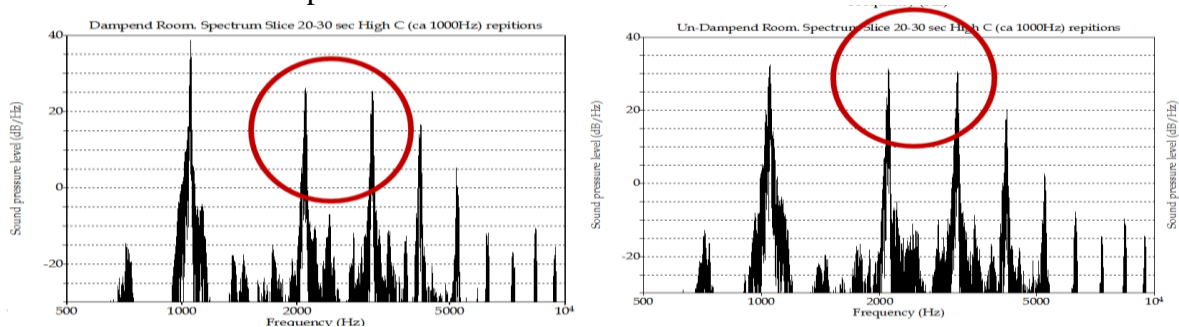 Dampend Room. Spectrum Slice 20-30 sec High C (ca 1000Hz) repitions
Sound pressure level (dB/Hz)
40
20
0
-20
500
1000
2000
5000
10⁴
Frequency (Hz)
Un-Dampend Room. Spectrum Slice 20-30 sec High C (ca 1000Hz) repitions
Sound pressure level (dB/Hz)
40
20
0
-20
500
1000
2000
5000
10⁴
Frequency (Hz)
Sound pressure level (dB/Hz)